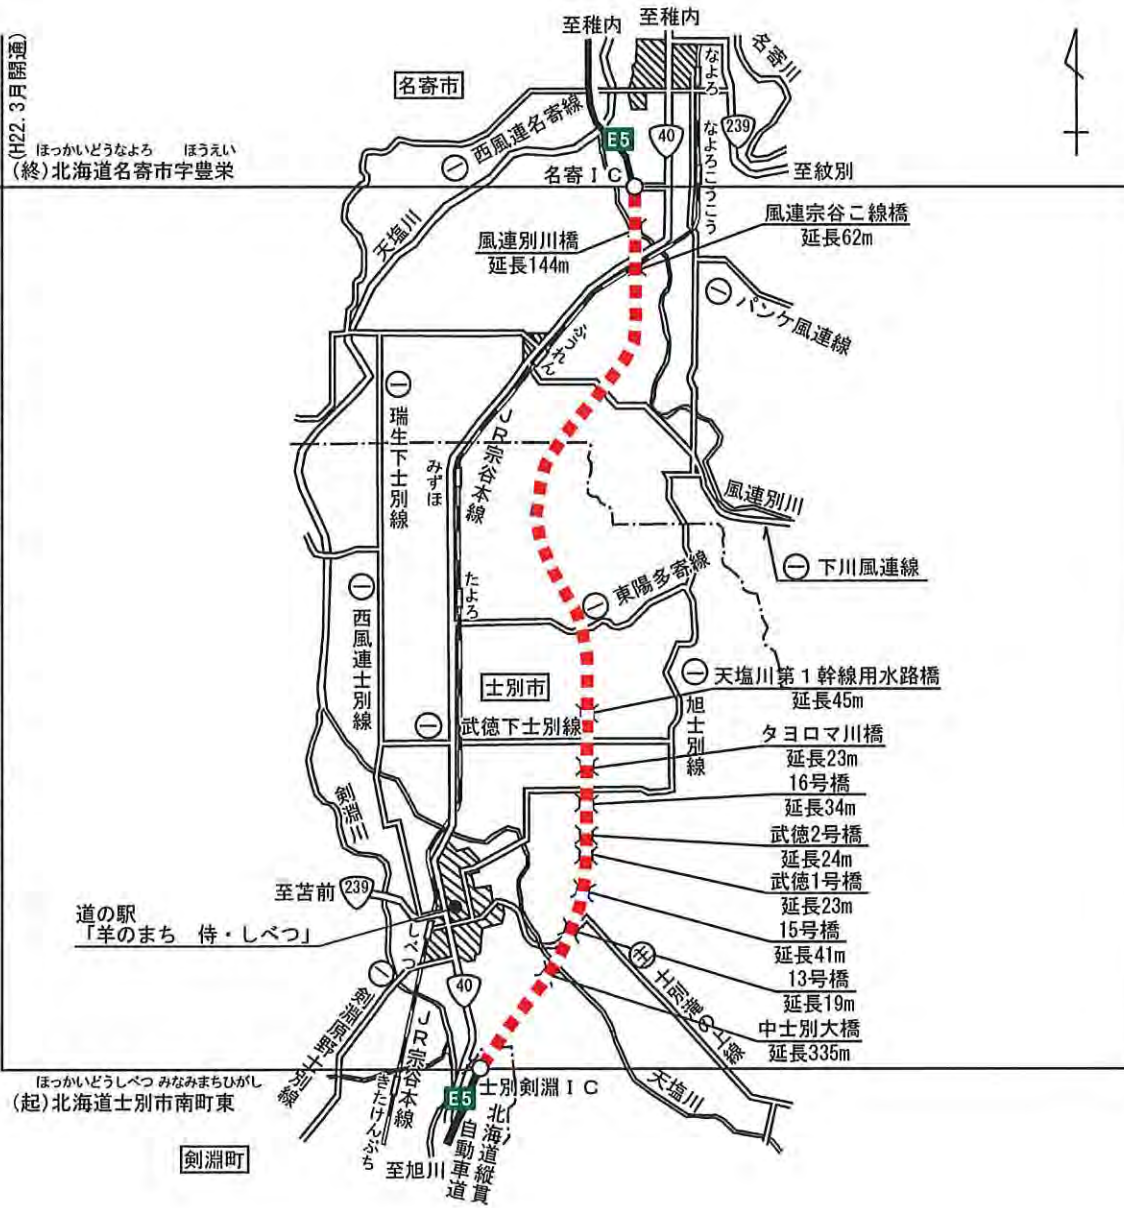 至稚内
至稚内
(H22.3月開通)
名寄市
名寄川
なよろ
西風連名寄線
E5
40
239
ほっかいどうなよろ ほうえい
(終)北海道名寄市字豊栄
名寄IC
至紋別
なよろこうこう
天塩川
風連別川橋
延長144m
風連宗谷こ線橋
延長62m
パンケ風連線
ふうれん
瑞生下士別線
JR宗谷本線
みずほ
風連別川
下川風連線
たよろ
東陽多寄線
西風連士別線
士別市
天塩川第1幹線用水路橋
延長45m
旭士別線
武徳下士別線
タヨロマ川橋
延長23m
16号橋
延長34m
剣淵川
武徳2号橋
延長24m
武徳1号橋
延長23m
至苫前
239
道の駅
「羊のまち 侍・しべつ」
しべつ
15号橋
延長41m
13号橋
延長19m
主
士別滝の上線
40
中士別大橋
延長335m
剣淵原野士別線
JR宗谷本線
きたけんぶち
士別剣淵IC
天塩川
ほっかいどうしべつ みなみまちひがし
(起)北海道士別市南町東
E5
北海道縦貫
自動車道
剣淵町
至旭川